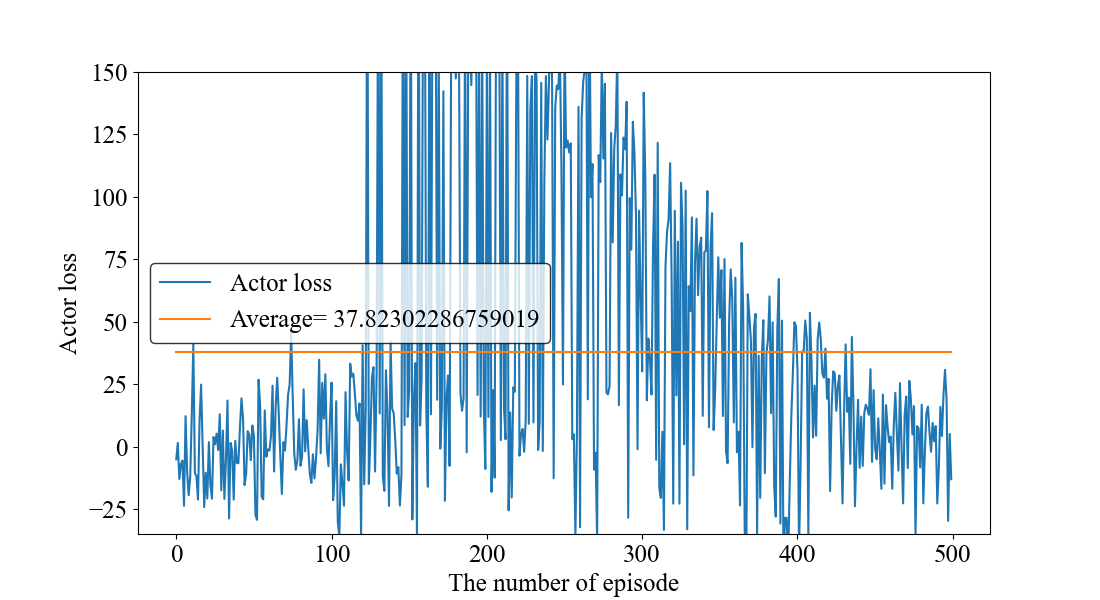 150
125
100
75
50
25
0
−25
Actor loss
Actor loss
Average= 37.82302286759019
0 100 200 300 400 500
The number of episode